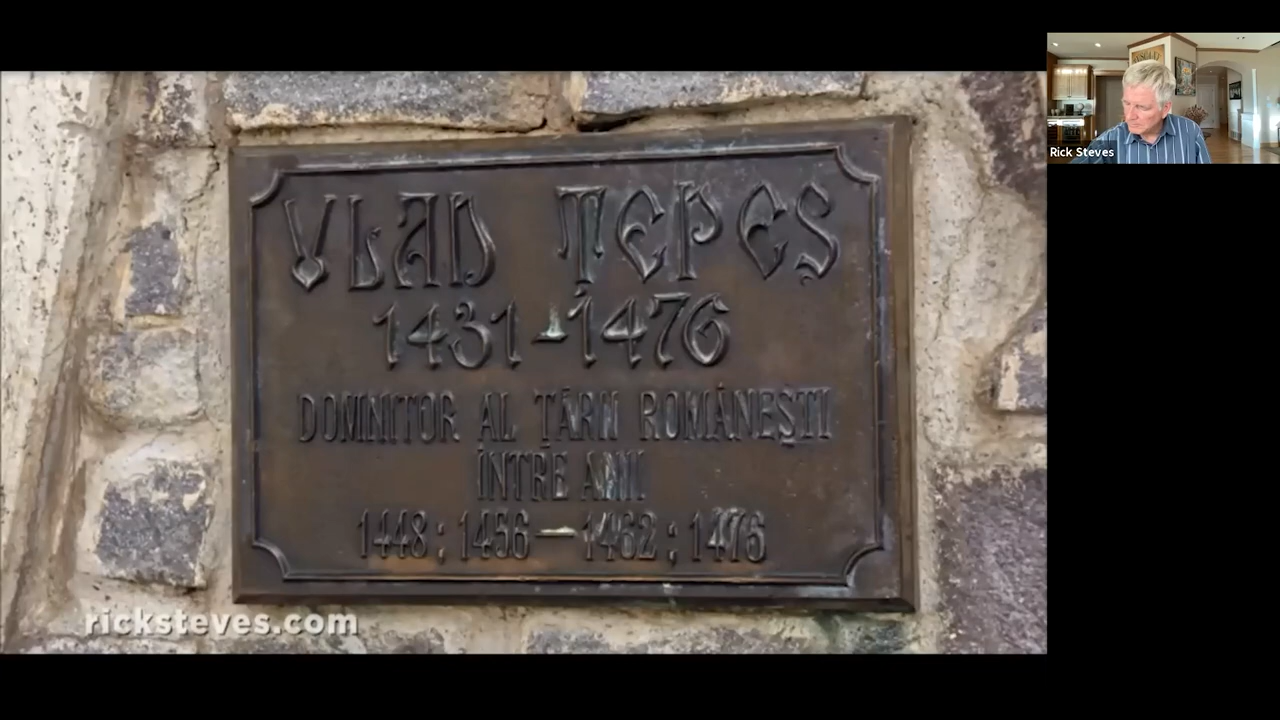 VLAD ȚEPEȘ
1431-1476
DOMNITOR AL ȚĂRII ROMÂNEȘTI
ÎNTRE ANII
1448; 1456 — 1462; 1476
ricksteves.com
Rick Steves